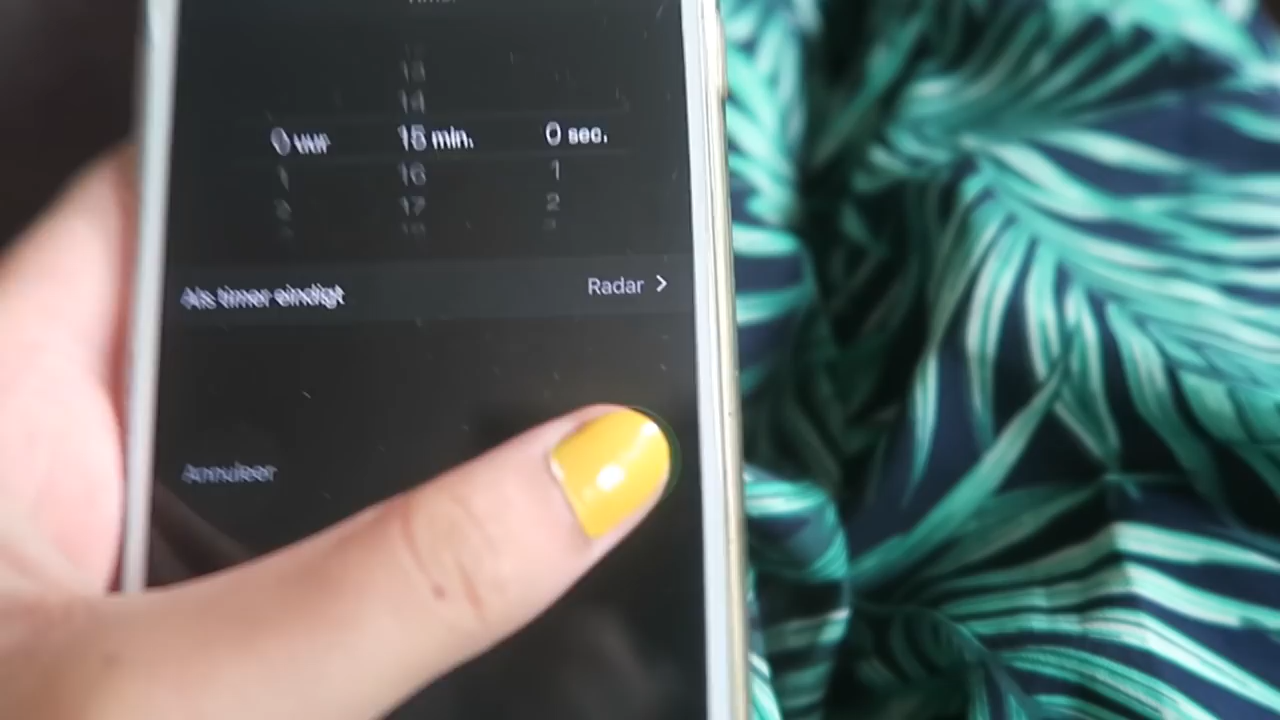 13
14
0 uur 15 min. 0 sec.
1 16 1
2 17 2
Als timer eindigt Radar
Annuleer